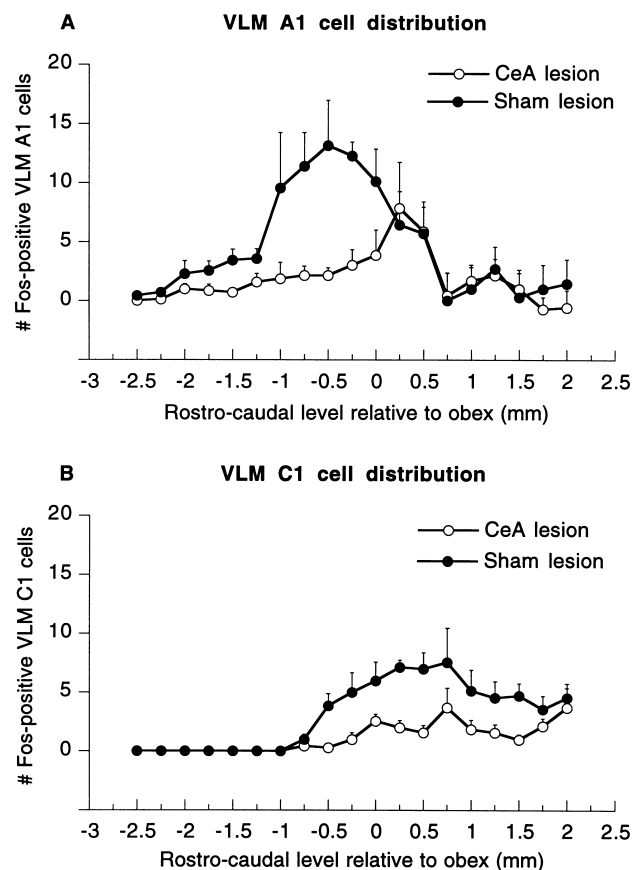 A VLM A1 cell distribution
20
15
10
5
0
# Fos-positive VLM A1 cells
CeA lesion
Sham lesion
-3 -2.5 -2 -1.5 -1 -0.5 0 0.5 1 1.5 2 2.5
Rostro-caudal level relative to obex (mm)
B VLM C1 cell distribution
20
15
10
5
0
# Fos-positive VLM C1 cells
CeA lesion
Sham lesion
-3 -2.5 -2 -1.5 -1 -0.5 0 0.5 1 1.5 2 2.5
Rostro-caudal level relative to obex (mm)